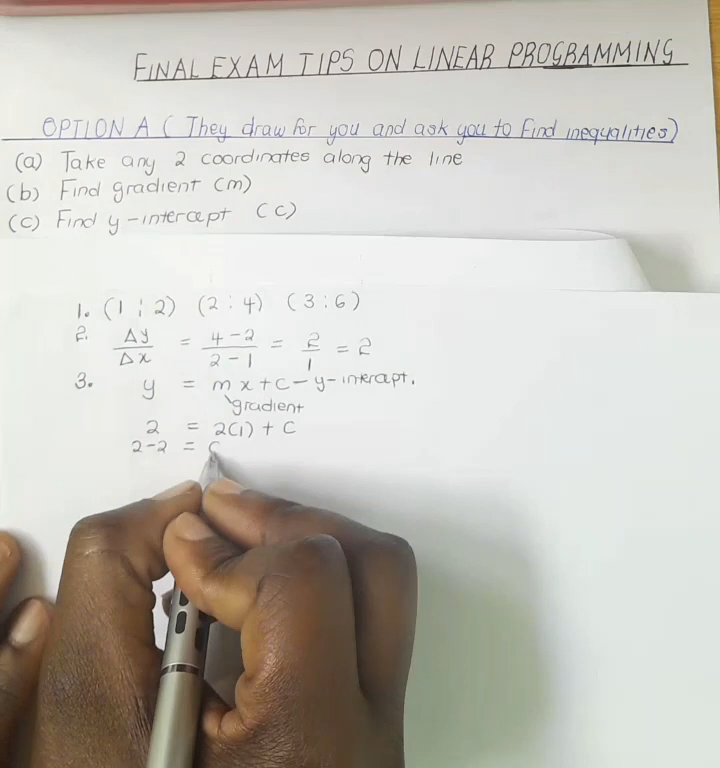 FINAL EXAM TIPS ON LINEAR PROGRAMMING
OPTION A ( They draw for you and ask you to Find inequalities)
(a) Take any 2 coordinates along the line
(b) Find gradient (m)
(c) Find y-intercept (c)
1. (1 ; 2) (2 : 4) (3 : 6)
2. Δy/Δx = 4-2/2-1 = 2/1 = 2
3. y = mx+c - y-intercept.
gradient
2 = 2(1) + C
2-2 = C